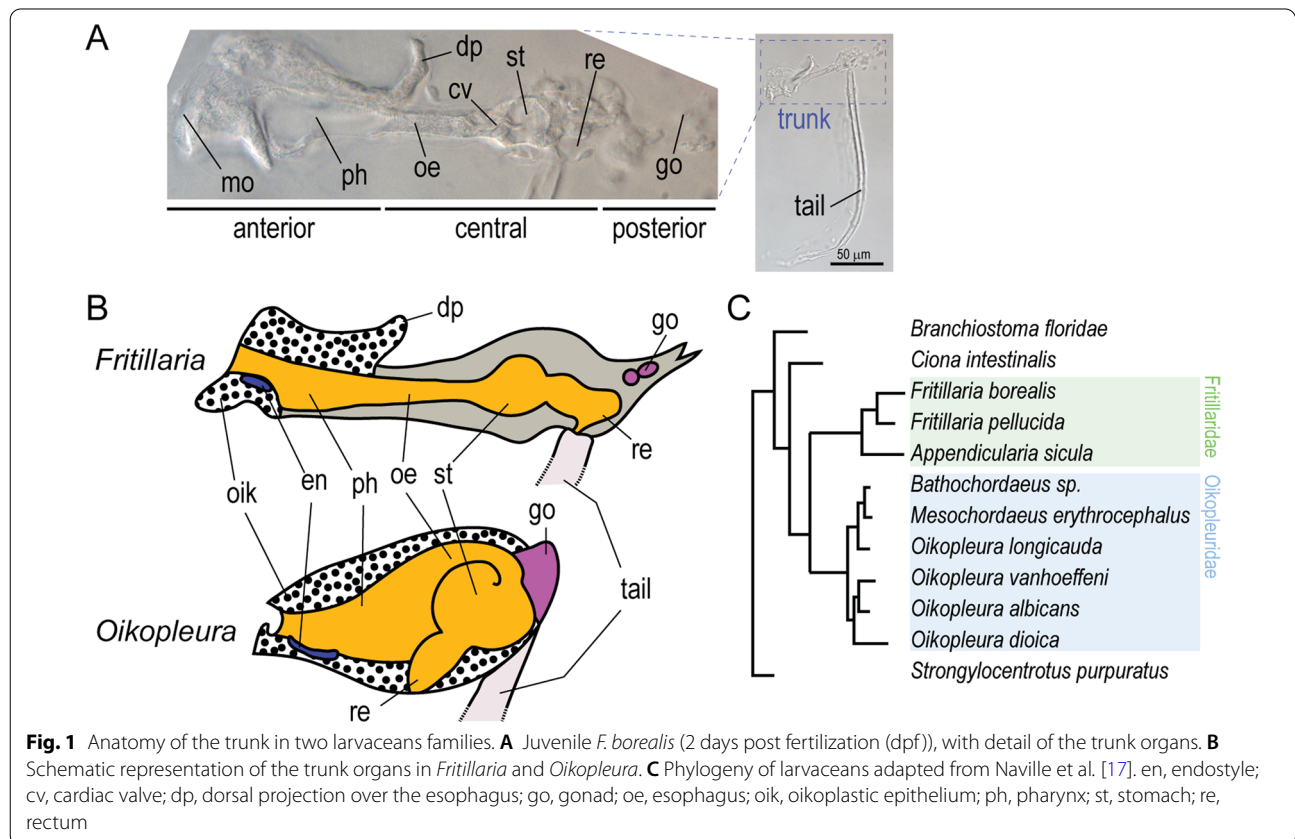 A
dp
st
re
cv
mo
ph
oe
go
anterior
central
posterior
trunk
tail
50 µm
B
dp
go
Fritillaria
re
oik
en
ph
oe
st
go
tail
Oikopleura
re
C
Branchiostoma floridae
Ciona intestinalis
Fritillaria borealis
Fritillaria pellucida
Appendicularia sicula
Fritillaridae
Bathochordaeus sp.
Mesochordaeus erythrocephalus
Oikopleura longicauda
Oikopleura vanhoeffeni
Oikopleura albicans
Oikopleura dioica
Oikopleuridae
Strongylocentrotus purpuratus
Fig. 1 Anatomy of the trunk in two larvaceans families. A Juvenile F. borealis (2 days post fertilization (dpf)), with detail of the trunk organs. B
Schematic representation of the trunk organs in Fritillaria and Oikopleura. C Phylogeny of larvaceans adapted from Naville et al. [17]. en, endostyle;
cv, cardiac valve; dp, dorsal projection over the esophagus; go, gonad; oe, esophagus; oik, oikoplastic epithelium; ph, pharynx; st, stomach; re,
rectum